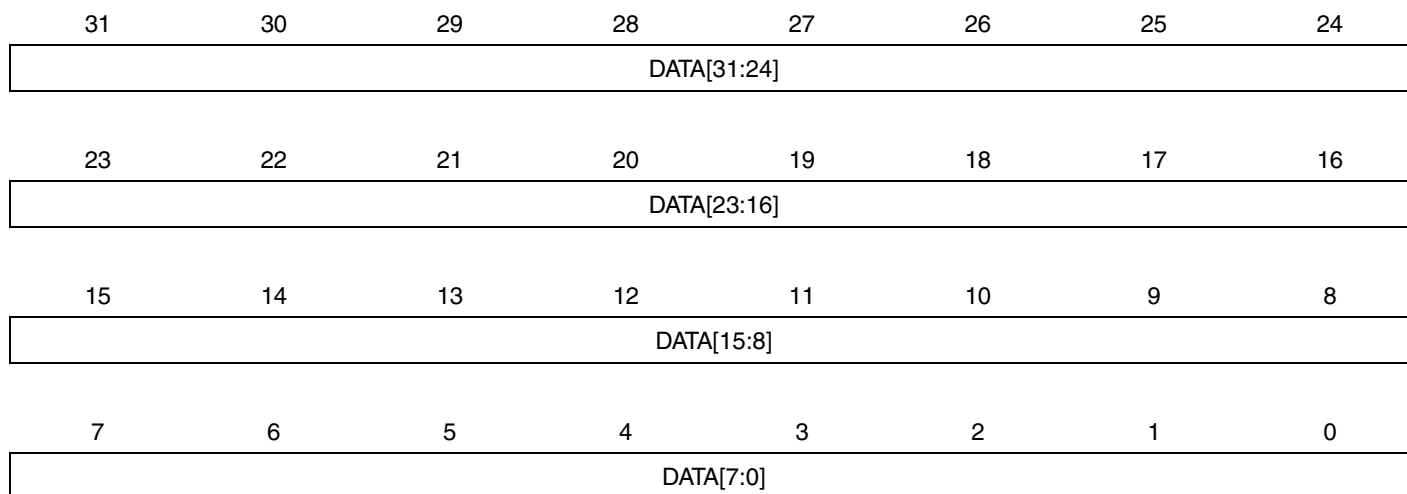 31 30 29 28 27 26 25 24
DATA[31:24]
23 22 21 20 19 18 17 16
DATA[23:16]
15 14 13 12 11 10 9 8
DATA[15:8]
7 6 5 4 3 2 1 0
DATA[7:0]